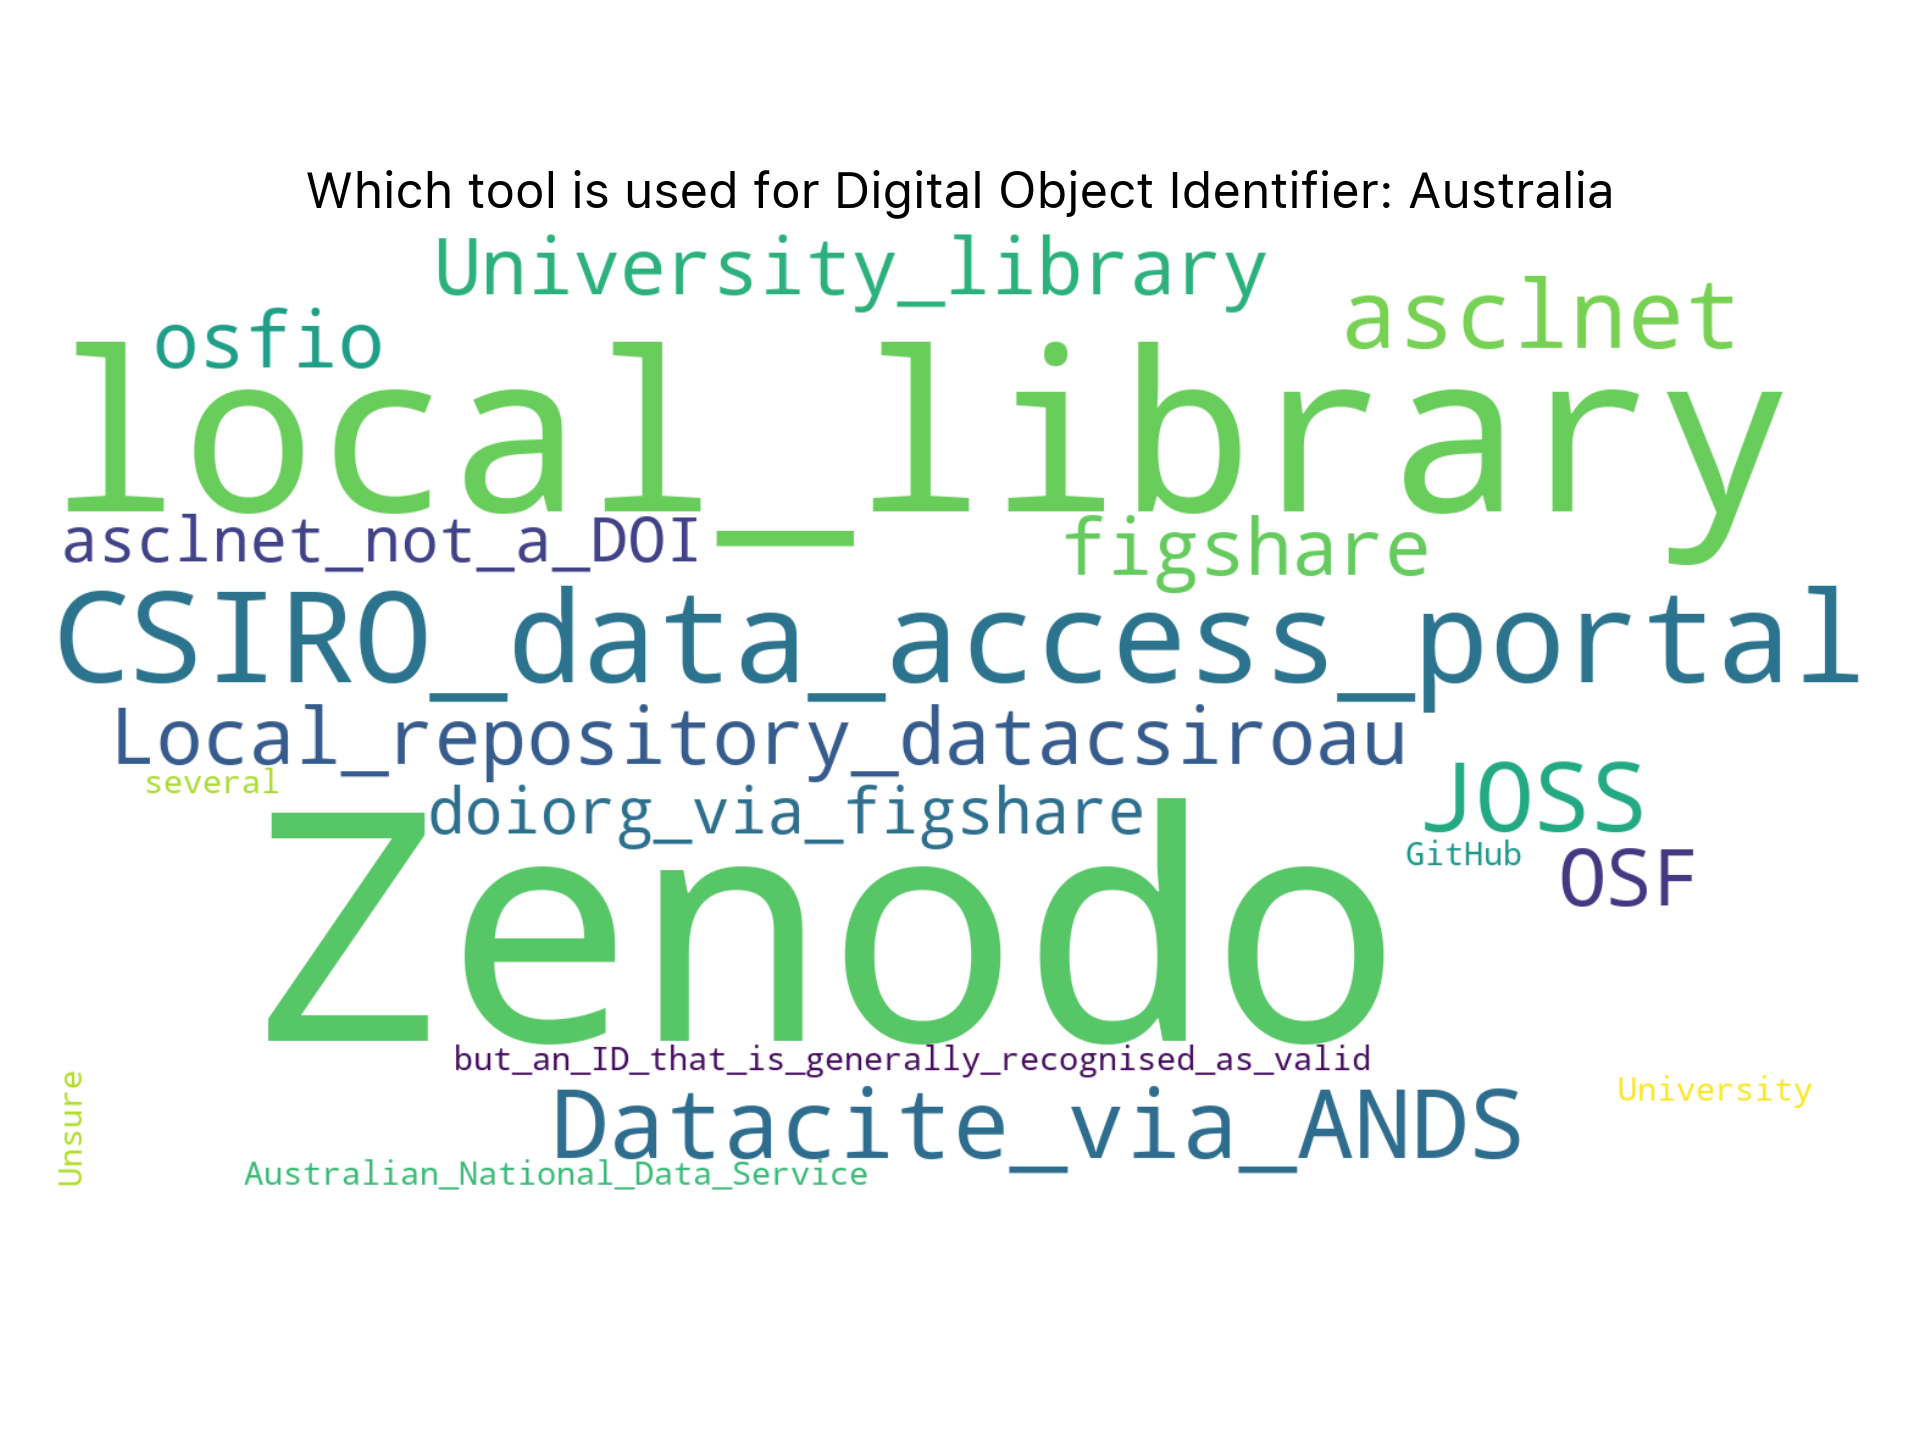 Which tool is used for Digital Object Identifier: Australia
University_library
asclnet
osfio
local_library
asclnet_not_a_DOI
figshare
CSIRO_data_access_portal
Local_repository_datacsiroau
several
JOSS
doiorg_via_figshare
GitHub
OSF
Zenodo
but_an_ID_that_is_generally_recognised_as_valid
University
Unsure
Datacite_via_ANDS
Australian_National_Data_Service